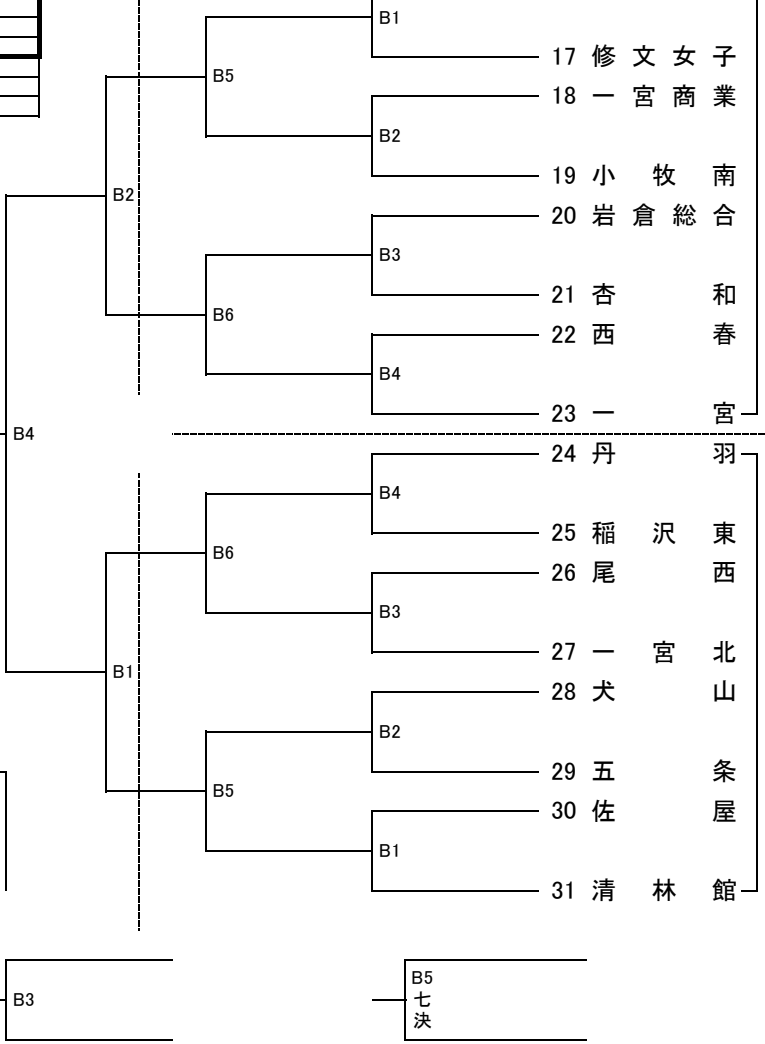 B1
17 修文女子
B5
18 一宮商業
B2
19 小牧南
B2
20 岩倉総合
B3
21 杏和
B6
22 西春
B4
23 一宮
B4
24 丹羽
B4
25 稲沢東
B6
26 尾西
B3
27 一宮北
B1
28 犬山
B2
29 五条
B5
30 佐屋
B1
31 清林館
B3
B5
七
決